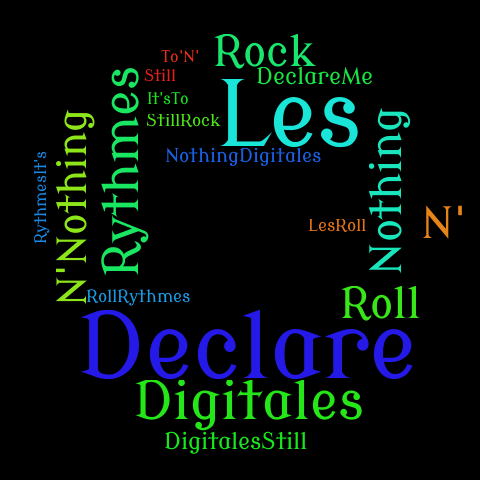 Rock
To'N'
Still
DeclareMe
It'sTo
Les
StillRock
NothingDigitales
Rythmes
N'Nothing
RythmesIt's
Nothing
N'
LesRoll
RollRythmes
Roll
Declare
Digitales
DigitalesStill